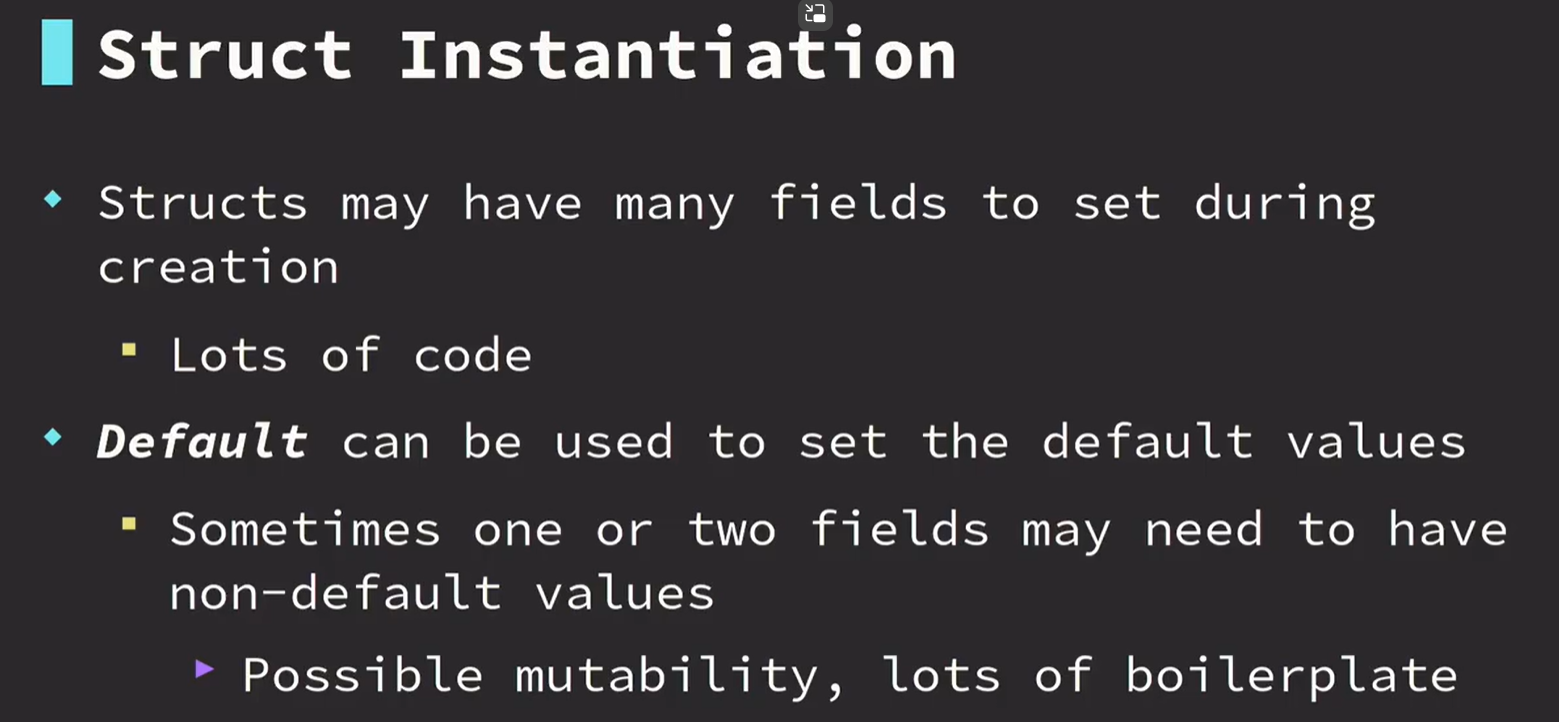 Struct Instantiation
Structs may have many fields to set during
creation
Lots of code
Default can be used to set the default values
Sometimes one or two fields may need to have
non-default values
Possible mutability, lots of boilerplate